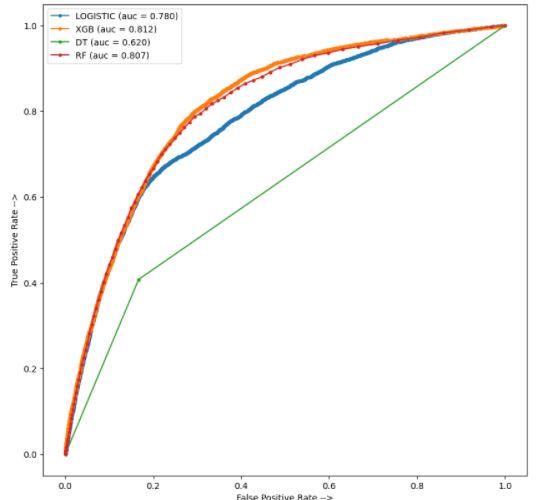 LOGISTIC (auc = 0.780)
XGB (auc = 0.812)
DT (auc = 0.620)
RF (auc = 0.807)
1.0
0.8
0.6
0.4
0.2
0.0
True Positive Rate -->
0.0 0.2 0.4 0.6 0.8 1.0
False Positive Rate -->